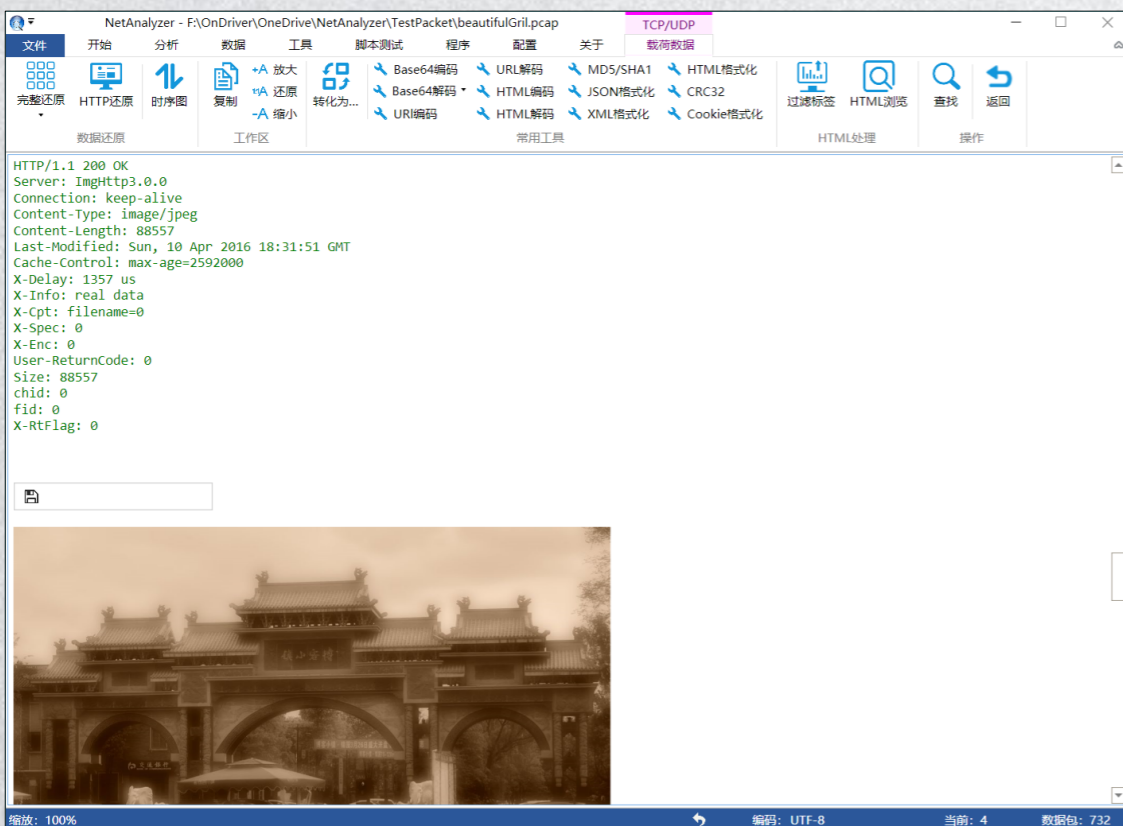 NetAnalyzer - F:\OnDriver\OneDrive\NetAnalyzer\TestPacket\beautifulGril.pcap
TCP/UDP
文件 开始 分析 数据 工具 脚本测试 程序 配置 关于 载荷数据
+A 放大 Base64编码 URL解码 MD5/SHA1 HTML格式化
完整还原 HTTP还原 时序图 复制 A 还原 转化为... Base64解码 HTML编码 JSON格式化 CRC32 过滤标签 HTML浏览 查找 返回
-A 缩小 URI编码 HTML解码 XML格式化 Cookie格式化
数据还原 工作区 常用工具 HTML处理 操作
HTTP/1.1 200 OK
Server: ImgHttp3.0.0
Connection: keep-alive
Content-Type: image/jpeg
Content-Length: 88557
Last-Modified: Sun, 10 Apr 2016 18:31:51 GMT
Cache-Control: max-age=2592000
X-Delay: 1357 us
X-Info: real data
X-Cpt: filename=0
X-Spec: 0
X-Enc: 0
User-ReturnCode: 0
Size: 88557
chid: 0
fid: 0
X-RtFlag: 0
缩放: 100% 编码: UTF-8 当前: 4 数据包: 732